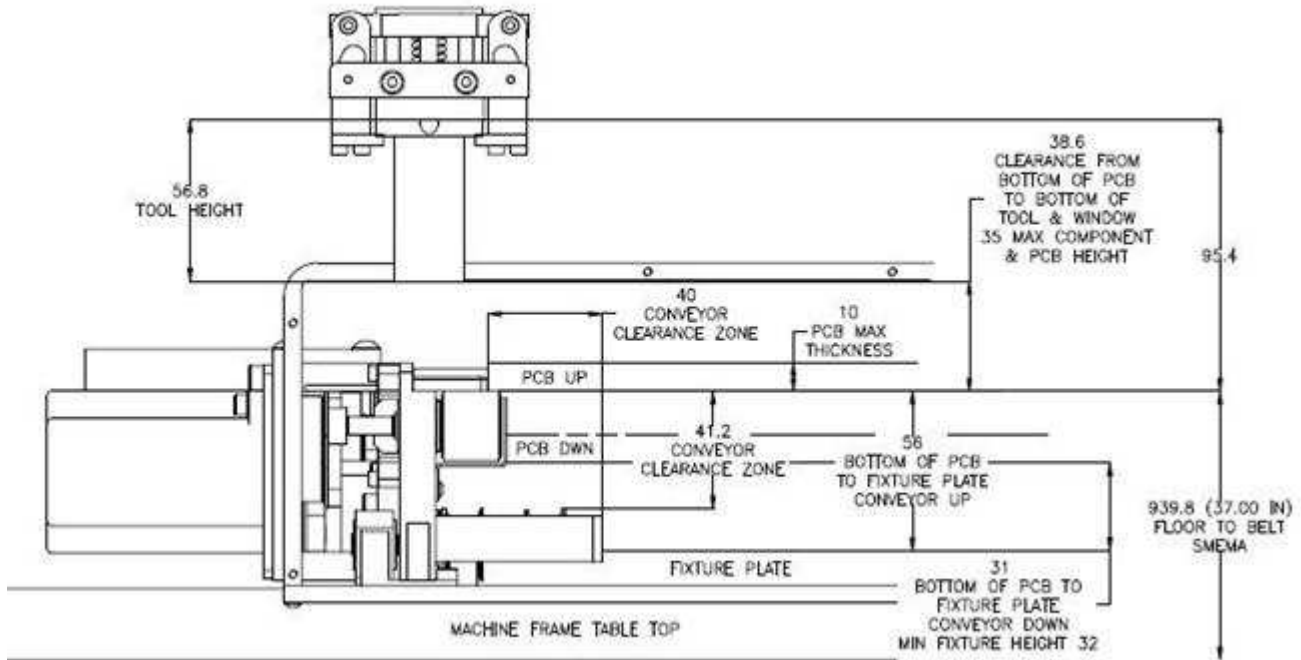 38.6
CLEARANCE FROM
BOTTOM OF PCB
TO BOTTOM OF
TOOL & WINDOW
35 MAX COMPONENT
& PCB HEIGHT
56.8
TOOL HEIGHT
95.4
40
CONVEYOR
CLEARANCE ZONE
10
PCB MAX
THICKNESS
PCB UP
PCB DWN
41.2
CONVEYOR
CLEARANCE ZONE
56
BOTTOM OF PCB
TO FIXTURE PLATE
CONVEYOR UP
939.8 (37.00 IN)
FLOOR TO BELT
SMEMA
FIXTURE PLATE
31
BOTTOM OF PCB TO
FIXTURE PLATE
CONVEYOR DOWN
MIN FIXTURE HEIGHT 32
MACHINE FRAME TABLE TOP